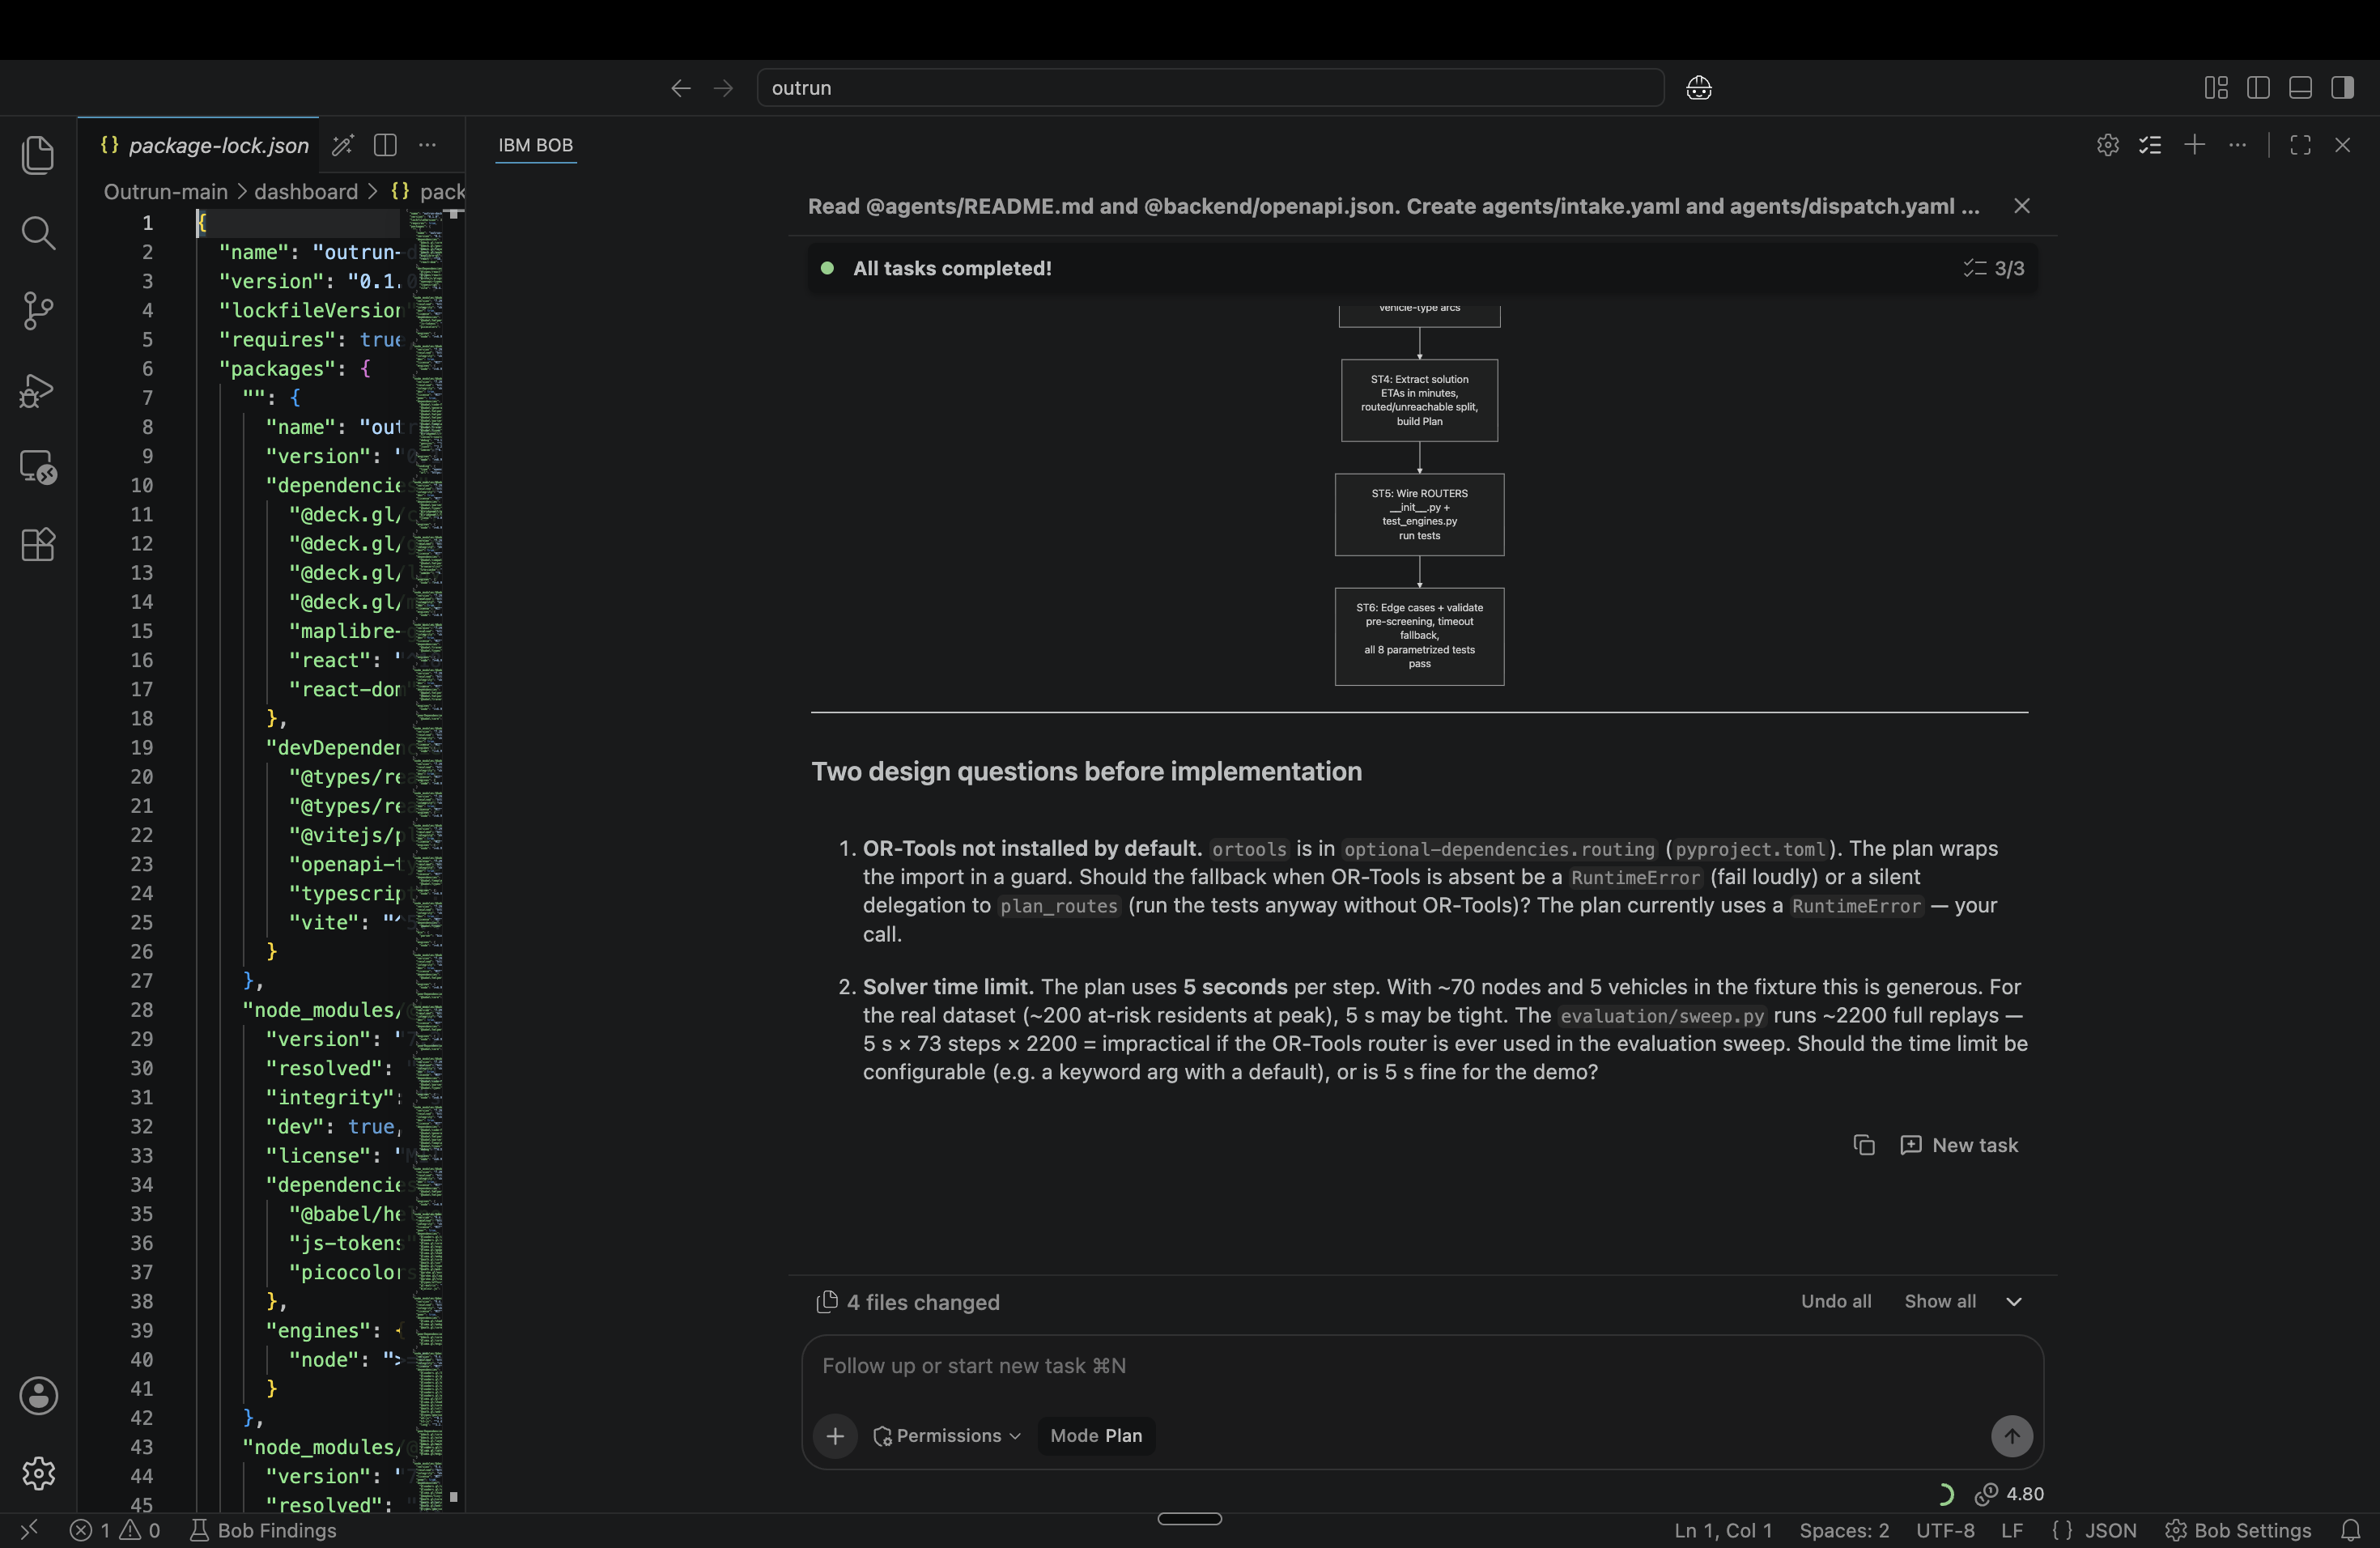 outrun
{} package-lock.json
···
Outrun-main > dashboard > {} pack
1 {
2 "name": "outrun-
3 "version": "0.1.
4 "lockfileVersion
5 "requires": true
6 "packages": {
7 "": {
8 "name": "out
9 "version": "
10 "dependencie
11 "@deck.gl/
12 "@deck.gl/
13 "@deck.gl/
14 "@deck.gl/
15 "maplibre-
16 "react": "
17 "react-dom
18 },
19 "devDependen
20 "@types/re
21 "@types/re
22 "@vitejs/p
23 "openapi-t
24 "typescrip
25 "vite": "^
26 }
27 },
28 "node_modules/
29 "version": "7
30 "resolved":
31 "integrity":
32 "dev": true,
33 "license": "
34 "dependencie
35 "@babel/he
36 "js-tokens
37 "picocolor
38 },
39 "engines": {
40 "node": ">
41 }
42 },
43 "node_modules/@
44 "version": "7
45 "resolved": "
IBM BOB
Read @agents/README.md and @backend/openapi.json. Create agents/intake.yaml and agents/dispatch.yaml ...
All tasks completed!
3/3
vehicle-type arcs
ST4: Extract solution
ETAs in minutes,
routed/unreachable split,
build Plan
ST5: Wire ROUTERS
__init__.py +
test_engines.py
run tests
ST6: Edge cases + validate
pre-screening, timeout
fallback,
all 8 parametrized tests
pass
Two design questions before implementation
1. OR-Tools not installed by default. ortools is in optional-dependencies.routing (pyproject.toml). The plan wraps
the import in a guard. Should the fallback when OR-Tools is absent be a RuntimeError (fail loudly) or a silent
delegation to plan_routes (run the tests anyway without OR-Tools)? The plan currently uses a RuntimeError — your
call.
2. Solver time limit. The plan uses 5 seconds per step. With ~70 nodes and 5 vehicles in the fixture this is generous. For
the real dataset (~200 at-risk residents at peak), 5 s may be tight. The evaluation/sweep.py runs ~2200 full replays —
5 s × 73 steps × 2200 = impractical if the OR-Tools router is ever used in the evaluation sweep. Should the time limit be
configurable (e.g. a keyword arg with a default), or is 5 s fine for the demo?
New task
4 files changed
Undo all
Show all
Follow up or start new task ⌘N
Permissions
Mode Plan
4.80
1
0
Bob Findings
Ln 1, Col 1
Spaces: 2
UTF-8
LF
{ } JSON
Bob Settings